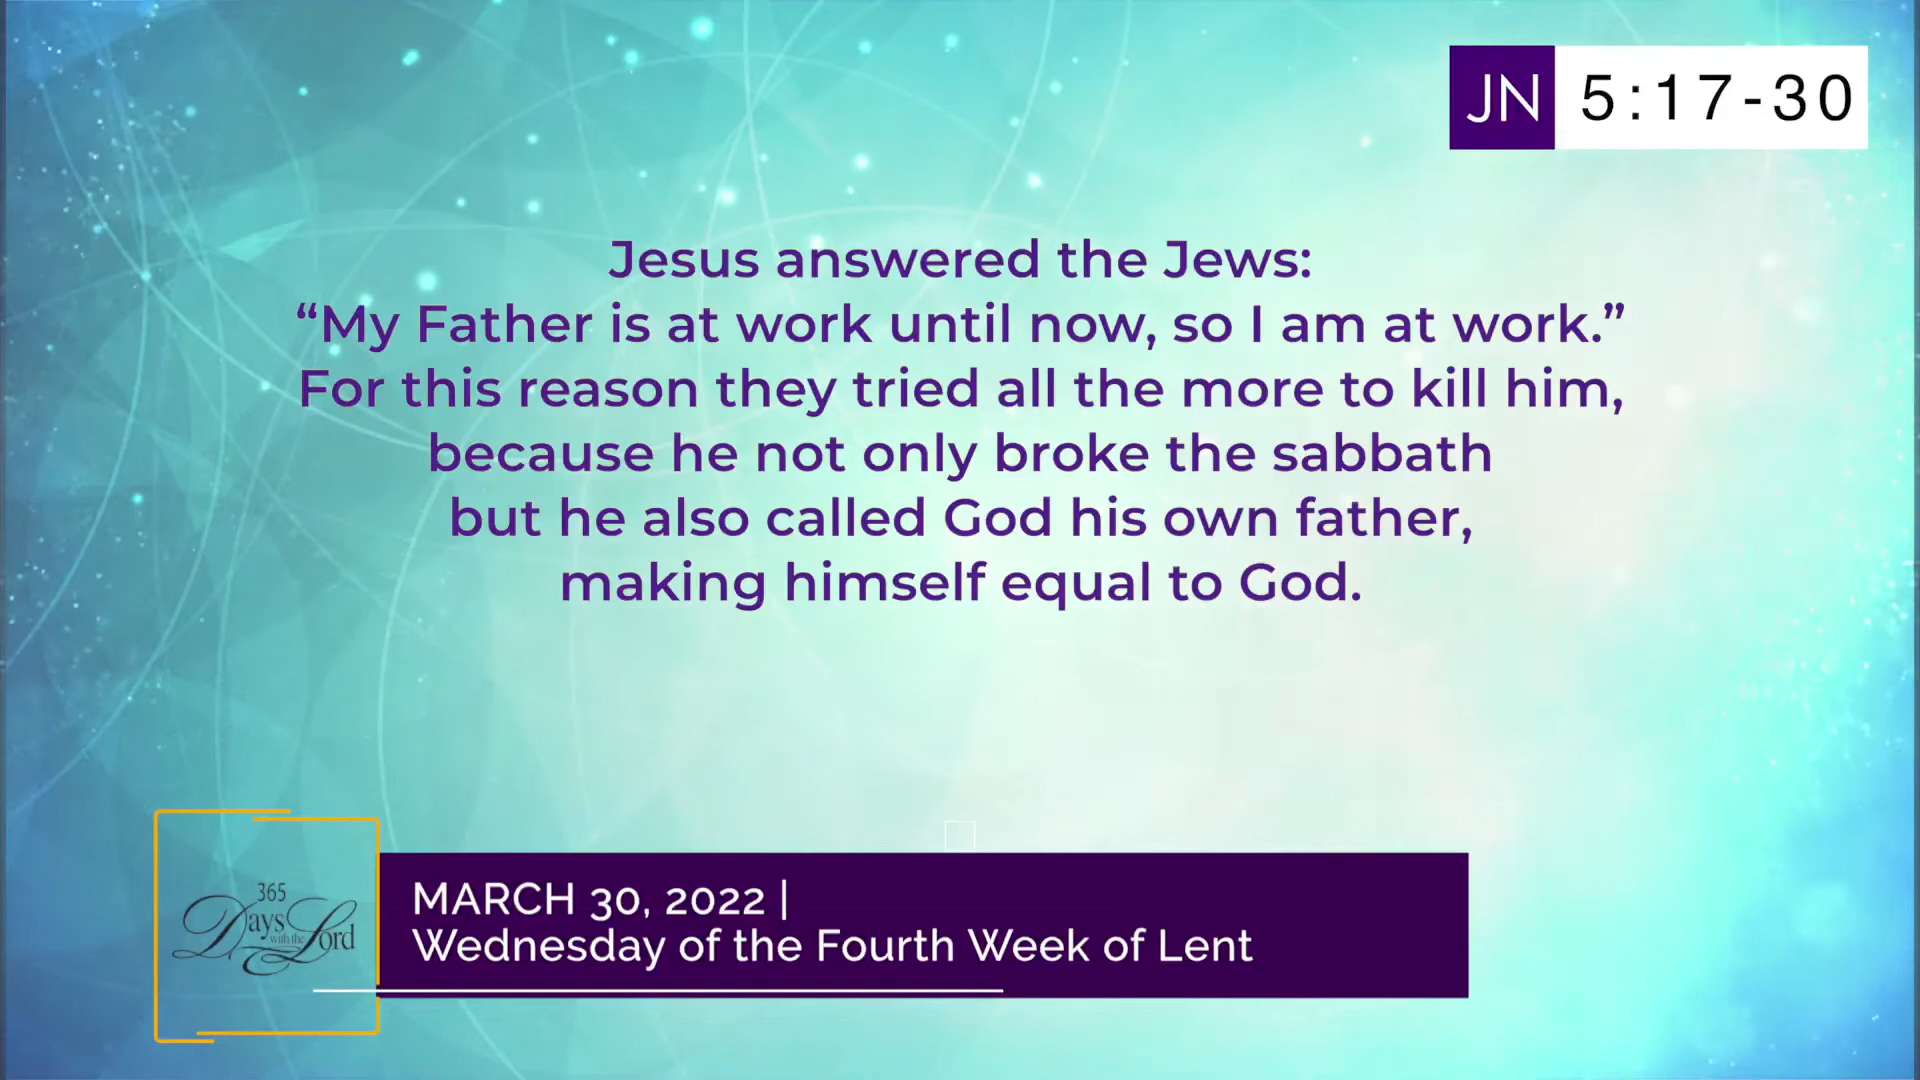 JN 5:17-30
Jesus answered the Jews:
“My Father is at work until now, so I am at work.”
For this reason they tried all the more to kill him,
because he not only broke the sabbath
but he also called God his own father,
making himself equal to God.
365
Days with the Lord
MARCH 30, 2022 |
Wednesday of the Fourth Week of Lent